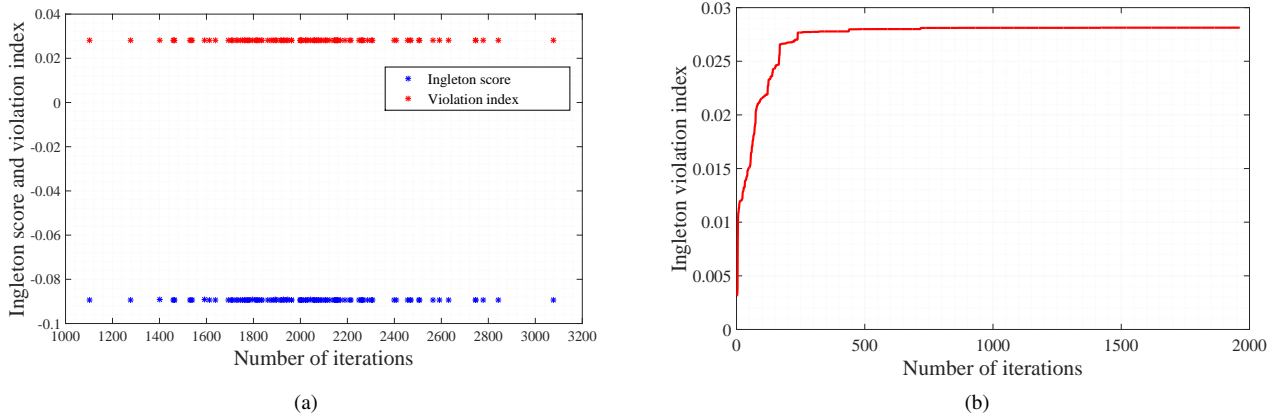 0.04
0.02
0
-0.02
-0.04
-0.06
-0.08
-0.1
1000 1200 1400 1600 1800 2000 2200 2400 2600 2800 3000 3200
Ingleton score and violation index
Number of iterations
Ingleton score
Violation index
(a)
0.03
0.025
0.02
0.015
0.01
0.005
0
0 500 1000 1500 2000
Ingleton violation index
Number of iterations
(b)